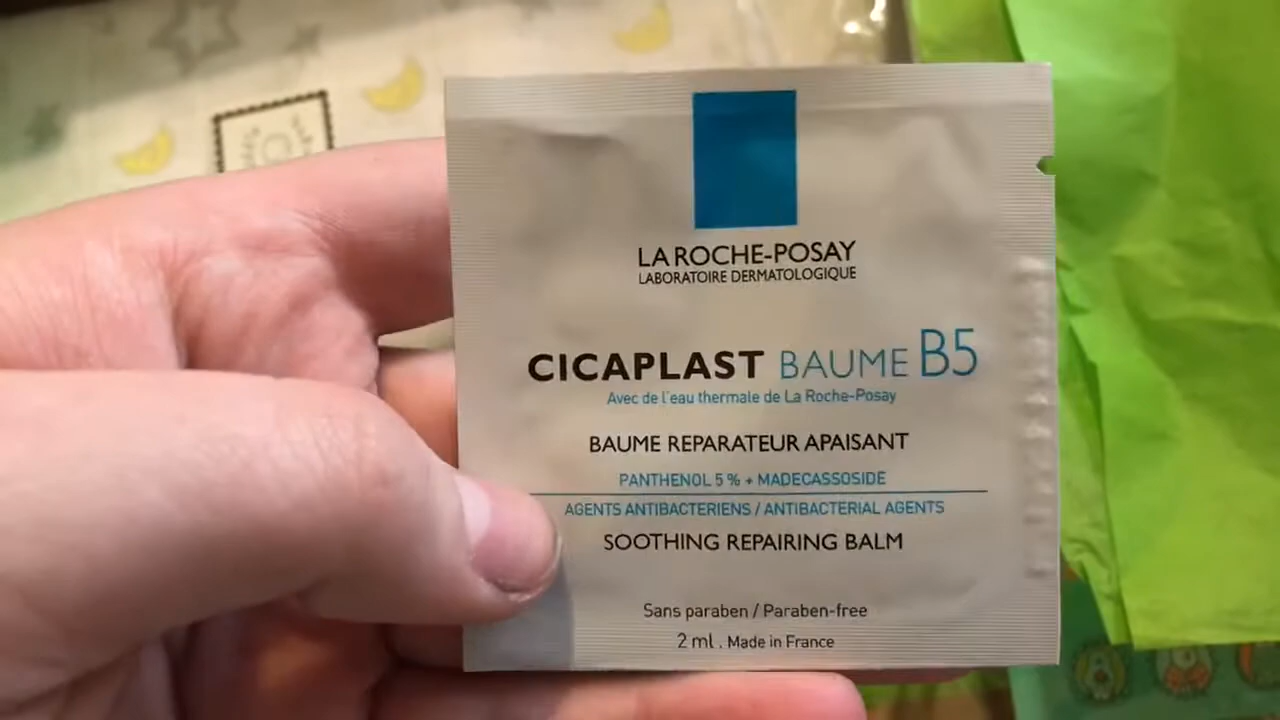 LA ROCHE-POSAY
LABORATOIRE DERMATOLOGIQUE
CICAPLAST BAUME B5
Avec de l'eau thermale de La Roche-Posay
BAUME REPARATEUR APAISANT
PANTHENOL 5 % + MADECASSOSIDE
AGENTS ANTIBACTERIENS / ANTIBACTERIAL AGENTS
SOOTHING REPAIRING BALM
Sans paraben / Paraben-free
2 ml . Made in France